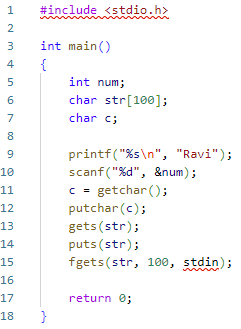 1 #include <stdio.h>
2
3 int main()
4 {
5     int num;
6     char str[100];
7     char c;
8
9     printf("%s\n", "Ravi");
10     scanf("%d", &num);
11     c = getchar();
12     putchar(c);
13     gets(str);
14     puts(str);
15     fgets(str, 100, stdin);
16
17     return 0;
18 }